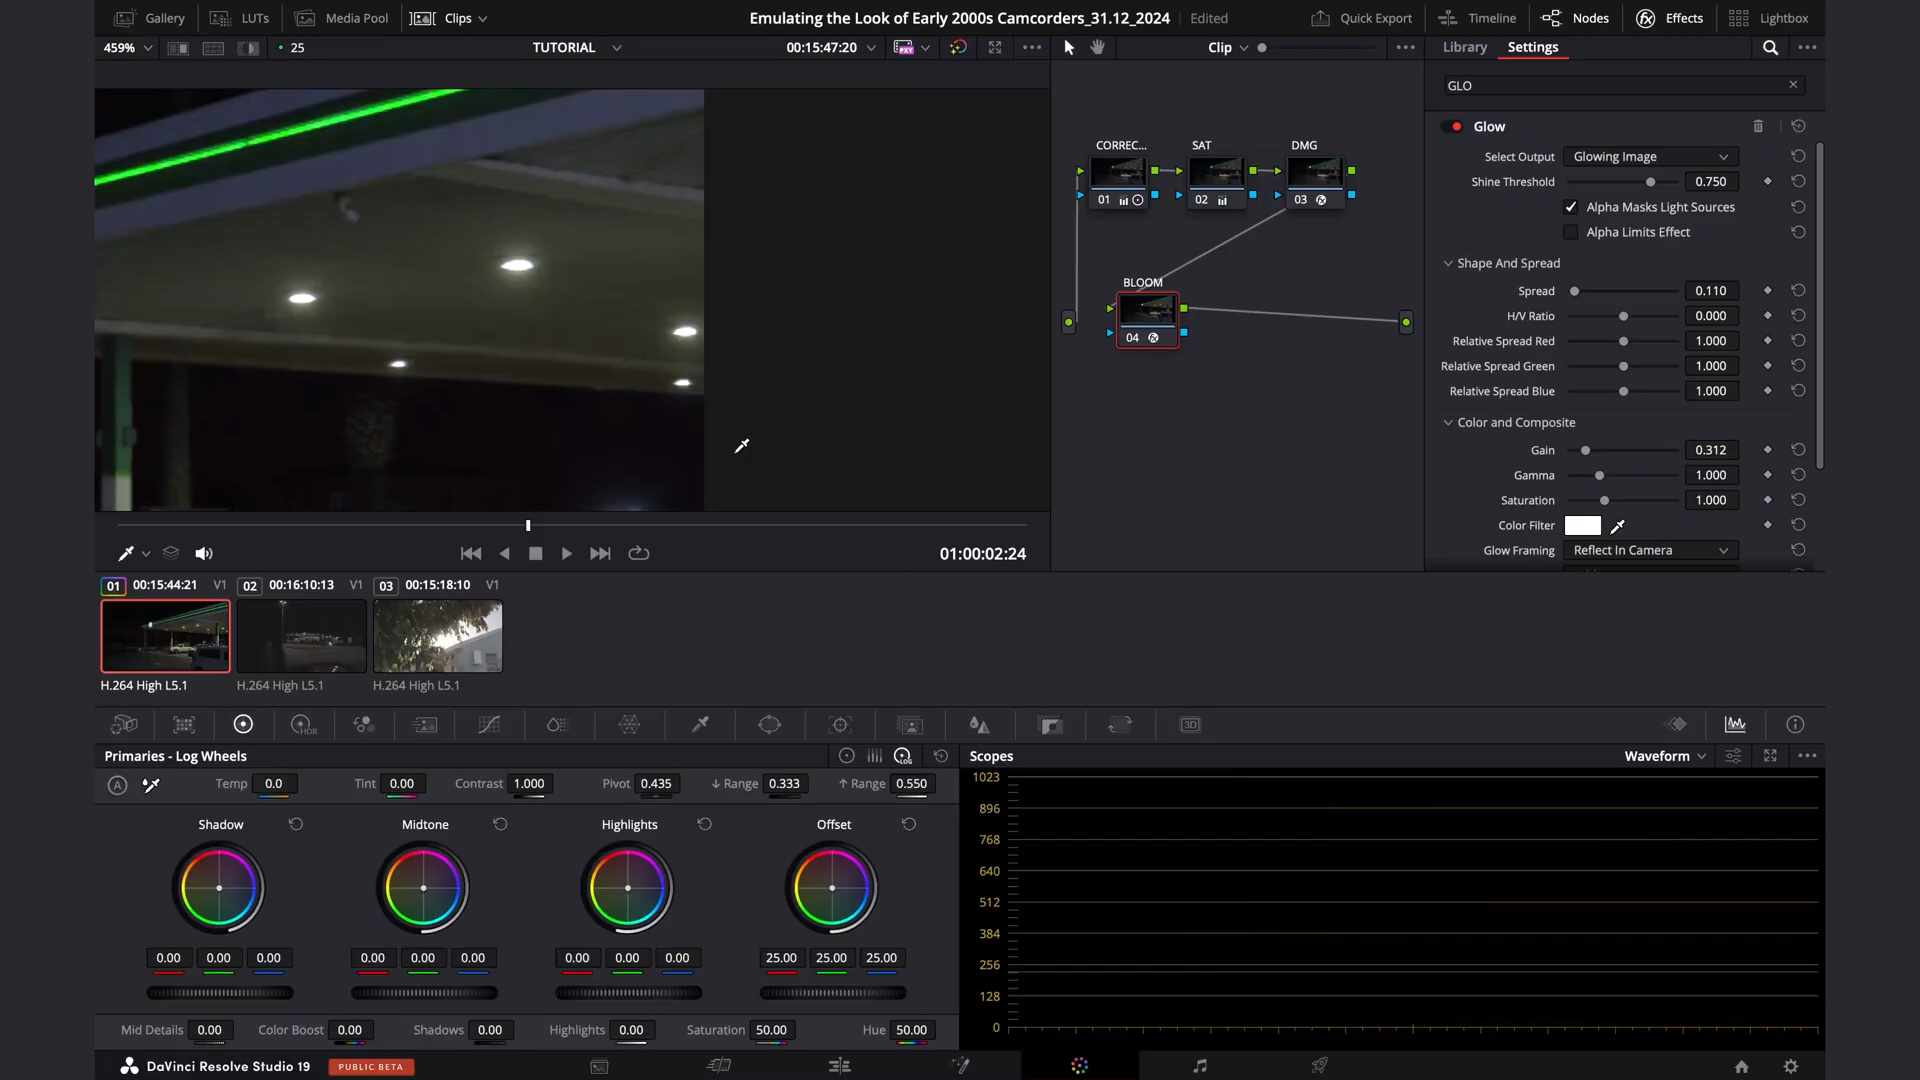 Gallery LUTs Media Pool Clips Emulating the Look of Early 2000s Camcorders_31.12_2024 Edited Quick Export Timeline Nodes Effects Lightbox
459% 25 TUTORIAL 00:15:47:20 PXY Clip Library Settings
GLO
Glow
Select Output Glowing Image
Shine Threshold 0.750
Alpha Masks Light Sources
Alpha Limits Effect
Shape And Spread
Spread 0.110
H/V Ratio 0.000
Relative Spread Red 1.000
Relative Spread Green 1.000
Relative Spread Blue 1.000
Color and Composite
Gain 0.312
Gamma 1.000
Saturation 1.000
Color Filter
Glow Framing Reflect In Camera
CORREC... SAT DMG
01 02 03
BLOOM
04
01:00:02:24
01 00:15:44:21 V1 02 00:16:10:13 V1 03 00:15:18:10 V1
H.264 High L5.1 H.264 High L5.1 H.264 High L5.1
HDR 3D
Primaries - Log Wheels LOG
A Temp 0.0 Tint 0.00 Contrast 1.000 Pivot 0.435 ↓ Range 0.333 ↑ Range 0.550
Shadow Midtone Highlights Offset
0.00 0.00 0.00 0.00 0.00 0.00 0.00 0.00 0.00 25.00 25.00 25.00
Mid Details 0.00 Color Boost 0.00 Shadows 0.00 Highlights 0.00 Saturation 50.00 Hue 50.00
Scopes Waveform
1023
896
768
640
512
384
256
128
0
DaVinci Resolve Studio 19 PUBLIC BETA